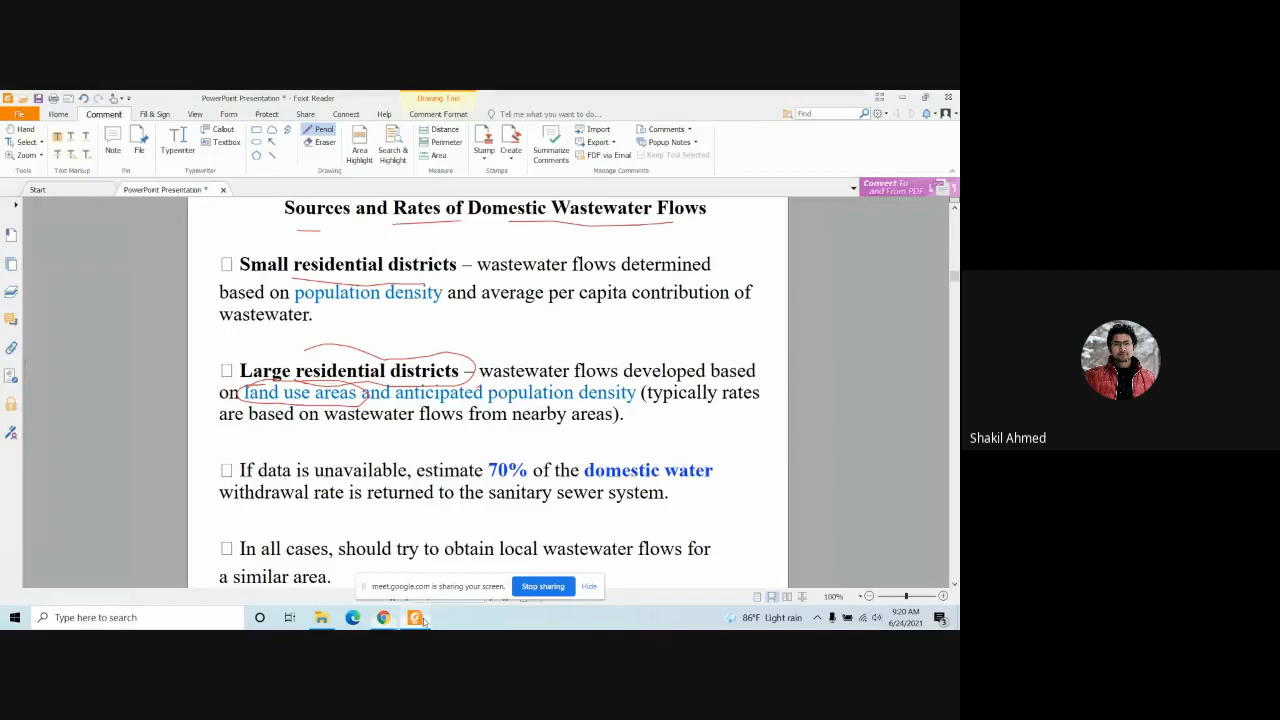 PowerPoint Presentation * - Foxit Reader
Drawing Tool
File Home Comment Fill & Sign Protect Share Connect Help Comment Format Tell me what you want to do...
Form
View
Find
Hand
Select
Zoom
Tools
Text Markup
Note
File
Pin
Typewriter
Callout
Textbox
Typewriter
Pencil
Eraser
Drawing
Area Highlight
Search & Highlight
Distance
Perimeter
Area
Measure
Stamp
Create
Stamps
Summarize Comments
Import
Export
FDF via Email
Comments
Popup Notes
Keep Tool Selected
Manage Comments
Start
PowerPoint Presentation *
Convert To
and From PDF
Sources and Rates of Domestic Wastewater Flows
Small residential districts – wastewater flows determined
based on population density and average per capita contribution of
wastewater.
Large residential districts – wastewater flows developed based
on land use areas and anticipated population density (typically rates
are based on wastewater flows from nearby areas).
If data is unavailable, estimate 70% of the domestic water
withdrawal rate is returned to the sanitary sewer system.
In all cases, should try to obtain local wastewater flows for
a similar area.
meet.google.com is sharing your screen.
Stop sharing
Hide
100%
Type here to search
86°F Light rain
9:20 AM
6/24/2021
3
Shakil Ahmed